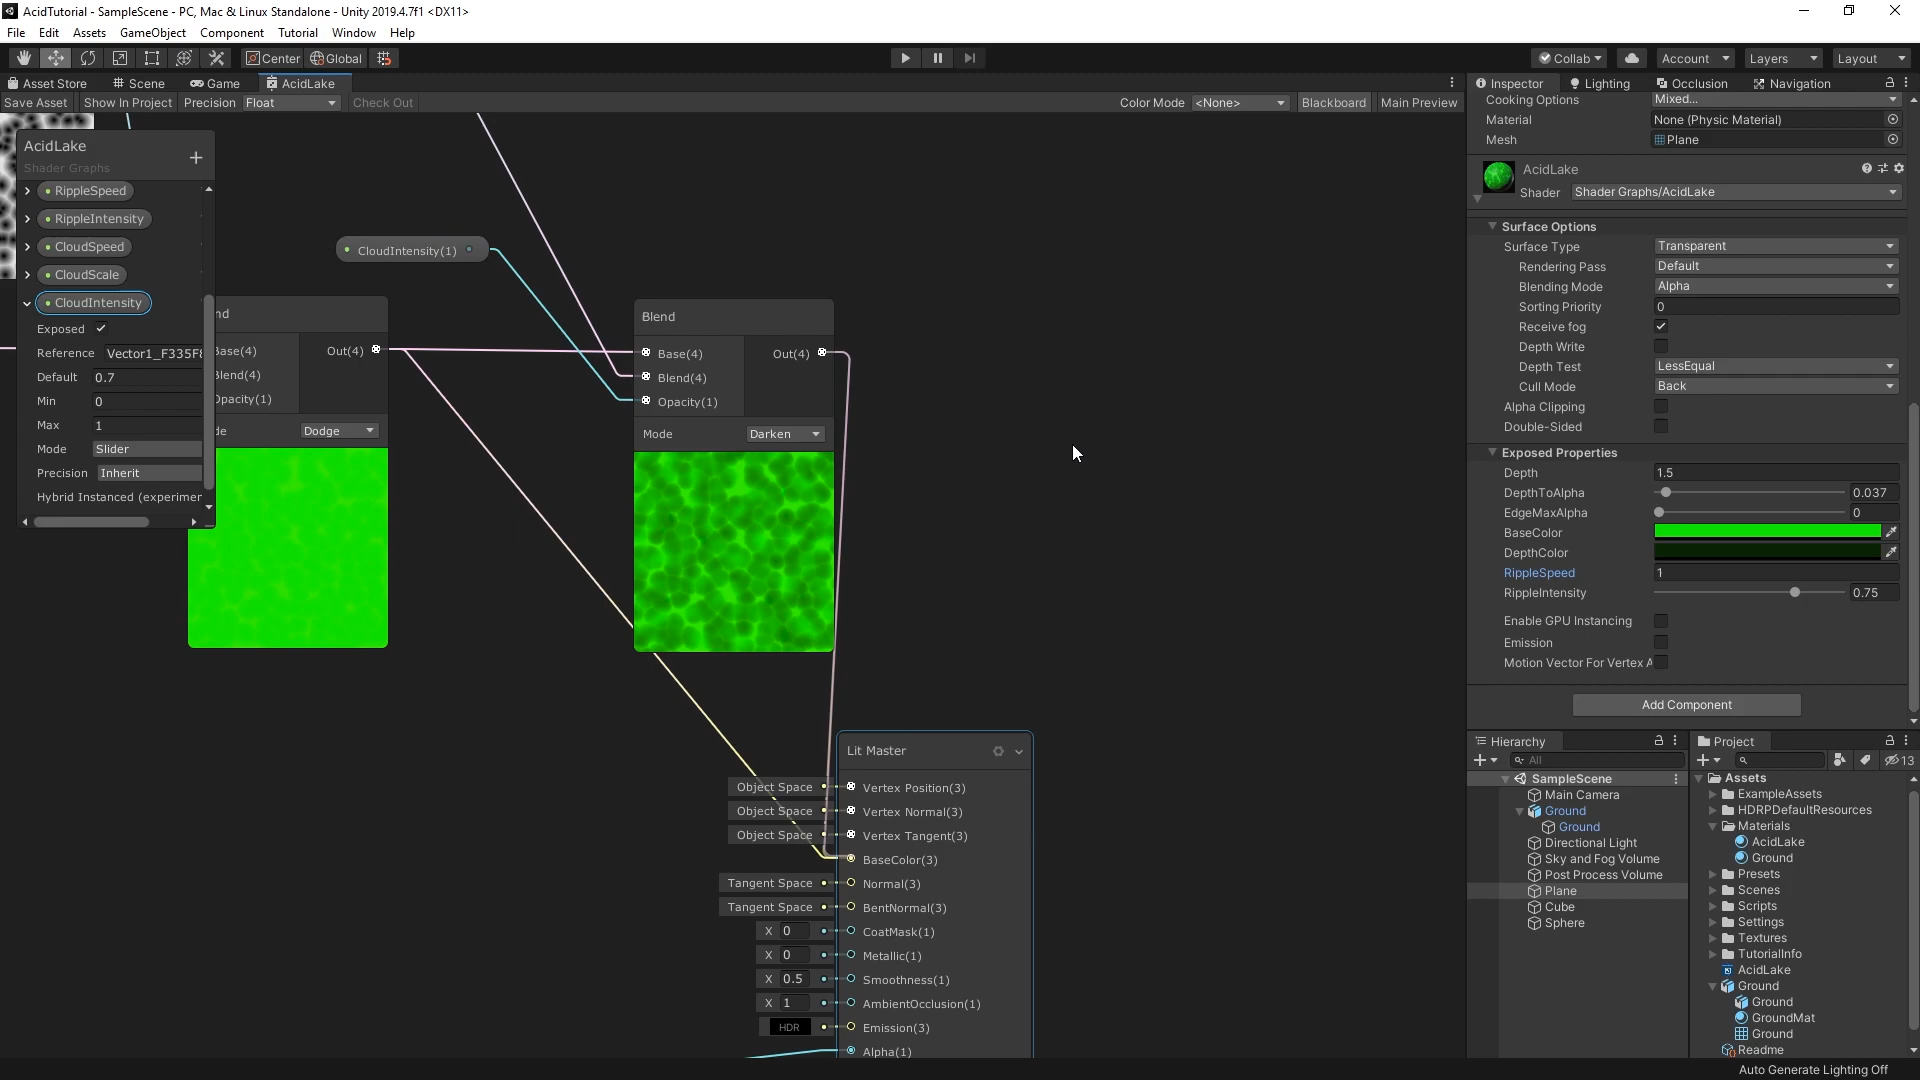 AcidTutorial - SampleScene - PC, Mac & Linux Standalone - Unity 2019.4.7f1 <DX11>
File Edit Assets GameObject Component Tutorial Window Help
Center Global Collab Account Layers Layout
Asset Store Scene Game AcidLake
Save Asset Show In Project Precision Float Check Out Color Mode <None> Blackboard Main Preview
AcidLake
Shader Graphs
RippleSpeed
RippleIntensity
CloudSpeed
CloudScale
CloudIntensity
Exposed
Reference Vector1_F335F
Default 0.7
Min 0
Max 1
Mode Slider
Precision Inherit
Hybrid Instanced (experimer
CloudIntensity(1)
nd
Base(4) Out(4)
Blend(4)
Opacity(1)
de Dodge
Blend
Base(4) Out(4)
Blend(4)
Opacity(1)
Mode Darken
Lit Master
Object Space Vertex Position(3)
Object Space Vertex Normal(3)
Object Space Vertex Tangent(3)
BaseColor(3)
Tangent Space Normal(3)
Tangent Space BentNormal(3)
X 0 CoatMask(1)
X 0 Metallic(1)
X 0.5 Smoothness(1)
X 1 AmbientOcclusion(1)
HDR Emission(3)
Alpha(1)
Inspector Lighting Occlusion Navigation
Cooking Options Mixed...
Material None (Physic Material)
Mesh Plane
AcidLake
Shader Shader Graphs/AcidLake
Surface Options
Surface Type Transparent
Rendering Pass Default
Blending Mode Alpha
Sorting Priority 0
Receive fog
Depth Write
Depth Test LessEqual
Cull Mode Back
Alpha Clipping
Double-Sided
Exposed Properties
Depth 1.5
DepthToAlpha 0.037
EdgeMaxAlpha 0
BaseColor
DepthColor
RippleSpeed 1
RippleIntensity 0.75
Enable GPU Instancing
Emission
Motion Vector For Vertex A
Add Component
Hierarchy
All
SampleScene
Main Camera
Ground
Ground
Directional Light
Sky and Fog Volume
Post Process Volume
Plane
Cube
Sphere
Project
13
Assets
ExampleAssets
HDRPDefaultResources
Materials
AcidLake
Ground
Presets
Scenes
Scripts
Settings
Textures
TutorialInfo
AcidLake
Ground
Ground
GroundMat
Ground
Readme
Auto Generate Lighting Off